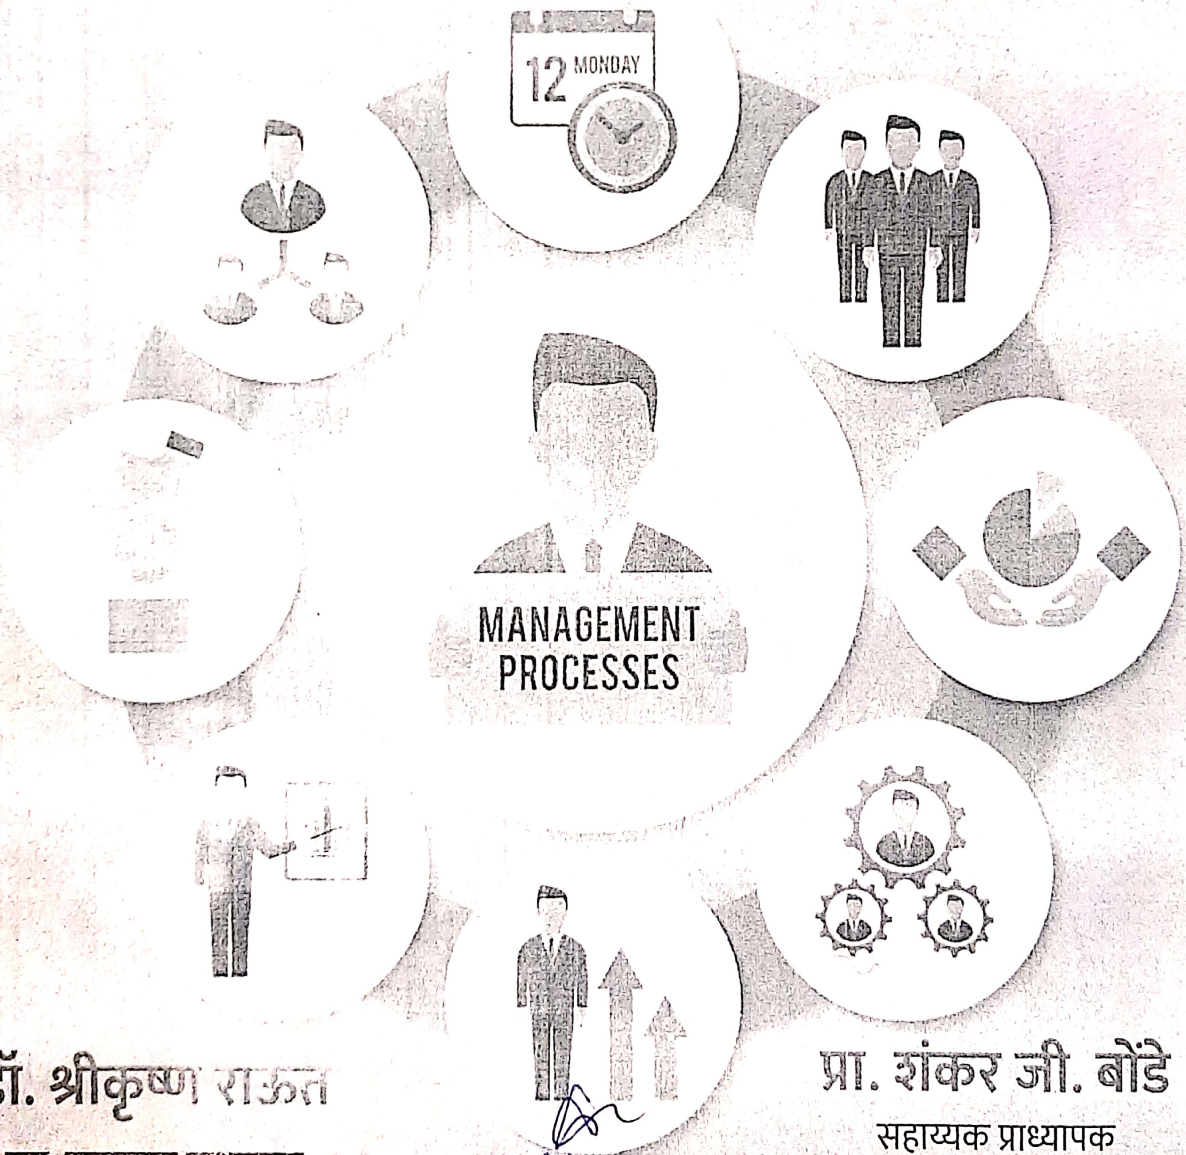 12 MONDAY
MANAGEMENT
PROCESSES
डॉ. श्रीकृष्ण राऊत
प्रा. शंकर जी. बोंडे
सहाय्यक प्राध्यापक